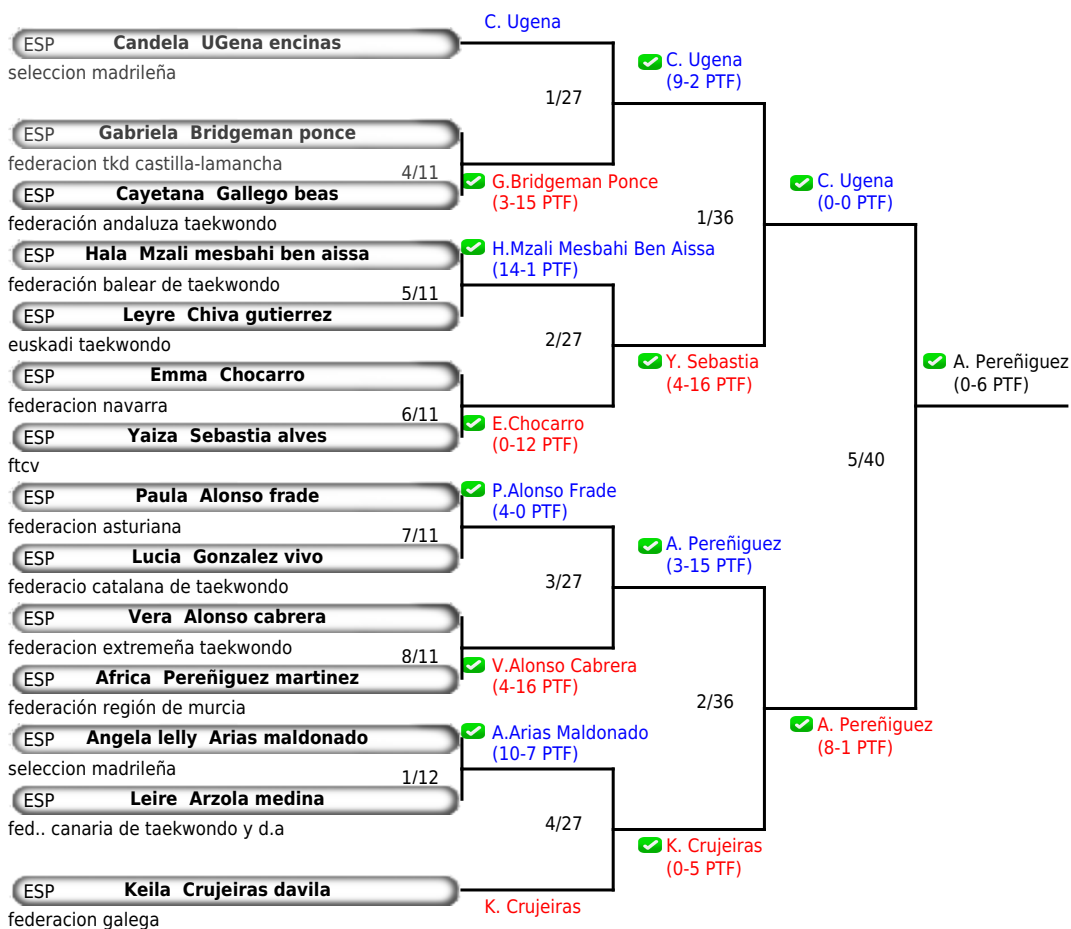 C. Ugena
ESP Candela UGena encinas
seleccion madrileña
C. Ugena
(9-2 PTF)
1/27
ESP Gabriela Bridgeman ponce
federacion tkd castilla-lamancha
4/11
ESP Cayetana Gallego beas
G.Bridgeman Ponce
(3-15 PTF)
C. Ugena
(0-0 PTF)
federación andaluza taekwondo
1/36
ESP Hala Mzali mesbahi ben aissa
H.Mzali Mesbahi Ben Aissa
(14-1 PTF)
federación balear de taekwondo
5/11
ESP Leyre Chiva gutierrez
euskadi taekwondo
2/27
Y. Sebastia
(4-16 PTF)
A. Pereñiguez
(0-6 PTF)
ESP Emma Chocarro
federacion navarra
6/11
ESP Yaiza Sebastia alves
E.Chocarro
(0-12 PTF)
ftcv
5/40
ESP Paula Alonso frade
P.Alonso Frade
(4-0 PTF)
federacion asturiana
7/11
ESP Lucia Gonzalez vivo
A. Pereñiguez
(3-15 PTF)
federacio catalana de taekwondo
3/27
ESP Vera Alonso cabrera
federacion extremeña taekwondo
8/11
ESP Africa Pereñiguez martinez
V.Alonso Cabrera
(4-16 PTF)
federación región de murcia
2/36
ESP Angela lelly Arias maldonado
A.Arias Maldonado
(10-7 PTF)
A. Pereñiguez
(8-1 PTF)
seleccion madrileña
1/12
ESP Leire Arzola medina
fed.. canaria de taekwondo y d.a
4/27
K. Crujeiras
(0-5 PTF)
ESP Keila Crujeiras davila
K. Crujeiras
federacion galega